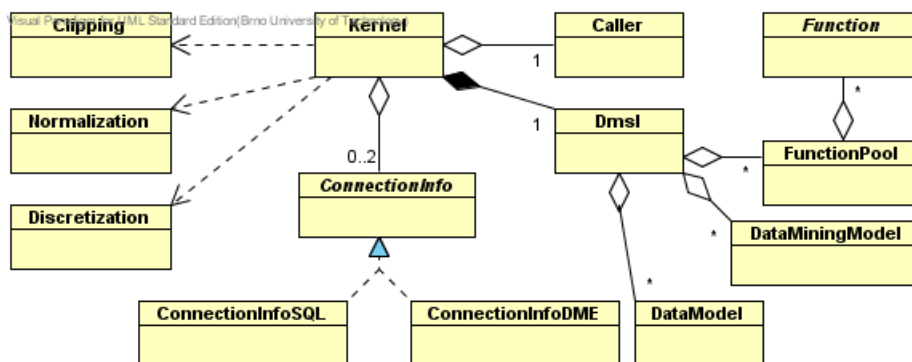 Visual Paradigm for UML Standard Edition(Brno University of Technology)
Clipping
Kernel
Caller
Function
1
*
Normalization
Dmsl
1
0..2
FunctionPool
*
ConnectionInfo
Discretization
DataMiningModel
*
*
ConnectionInfoSQL
ConnectionInfoDME
DataModel